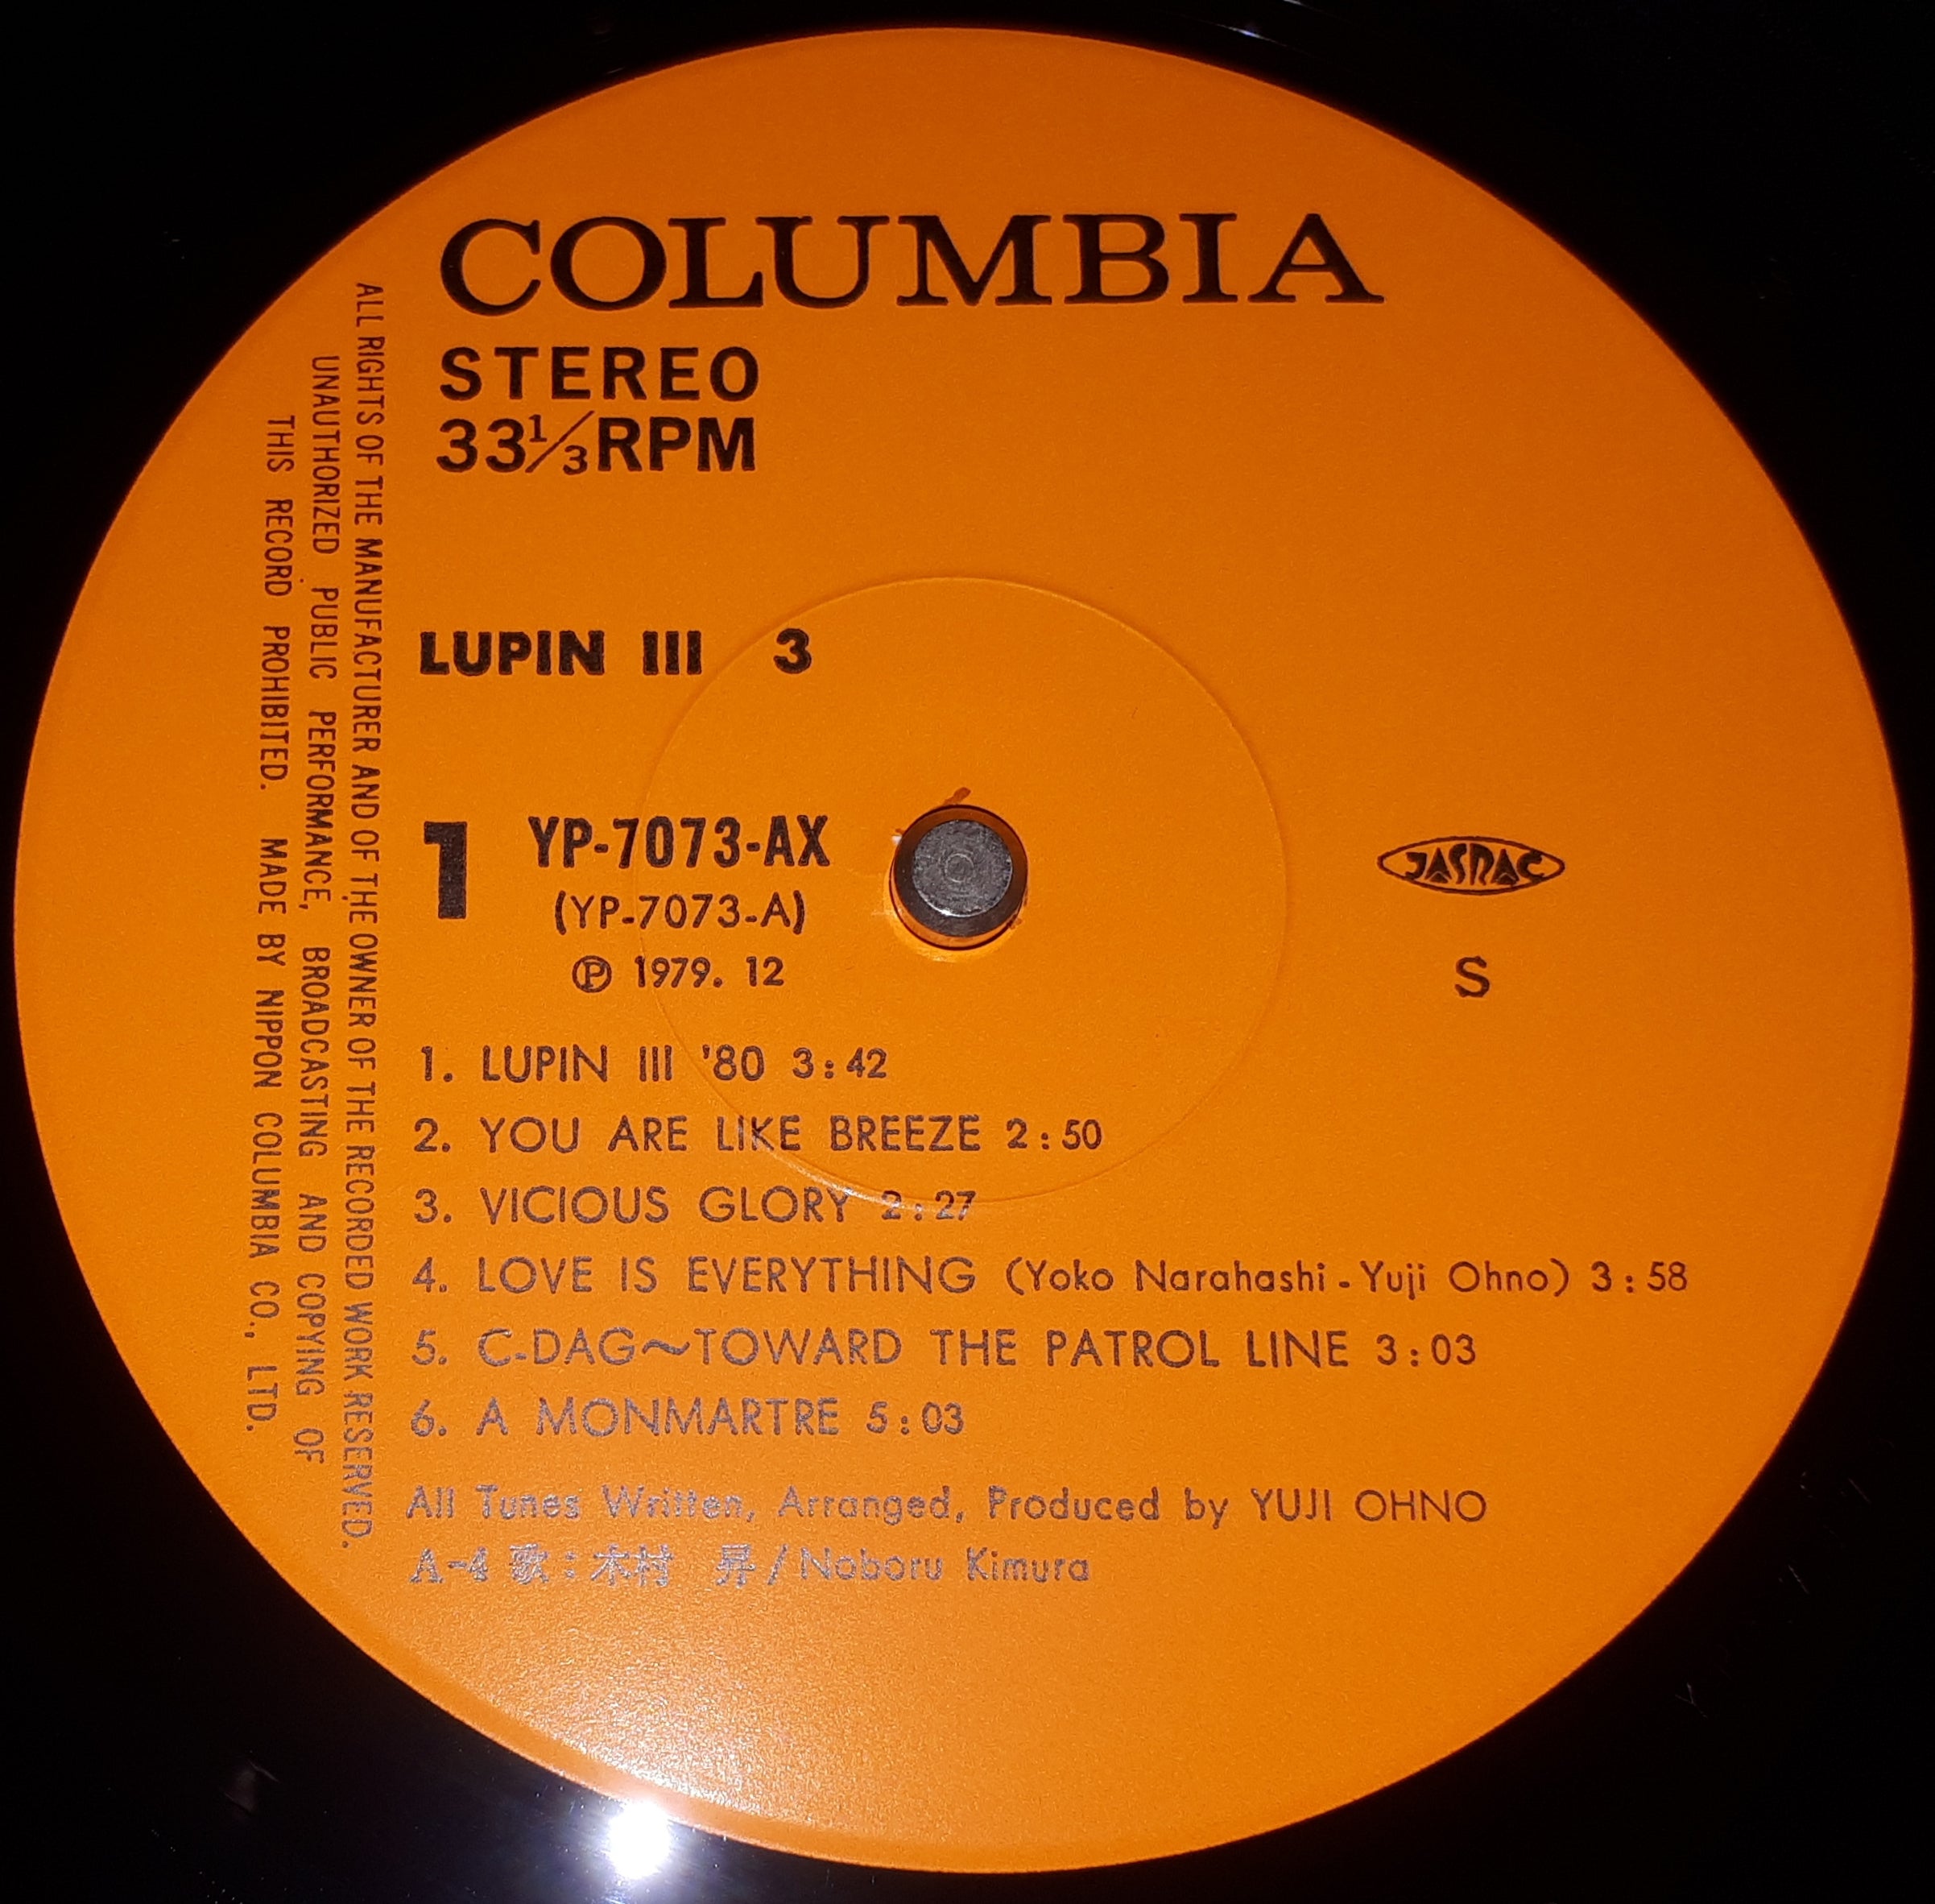 COLUMBIA
STEREO
33 1/3 RPM
LUPIN III 3
1 YP-7073-AX
(YP-7073-A)
Ⓟ 1979. 12
JASRAC
S
1. LUPIN III '80 3:42
2. YOU ARE LIKE BREEZE 2:50
3. VICIOUS GLORY 2:27
4. LOVE IS EVERYTHING (Yoko Narahashi-Yuji Ohno) 3:58
5. C-DAG~TOWARD THE PATROL LINE 3:03
6. A MONMARTRE 5:03
All Tunes Written, Arranged, Produced by YUJI OHNO
A-4 歌：木村 昇/Noboru Kimura
ALL RIGHTS OF THE MANUFACTURER AND OF THE OWNER OF THE RECORDED WORK RESERVED.
UNAUTHORIZED PUBLIC PERFORMANCE, BROADCASTING AND COPYING OF
THIS RECORD PROHIBITED. MADE BY NIPPON COLUMBIA CO., LTD.